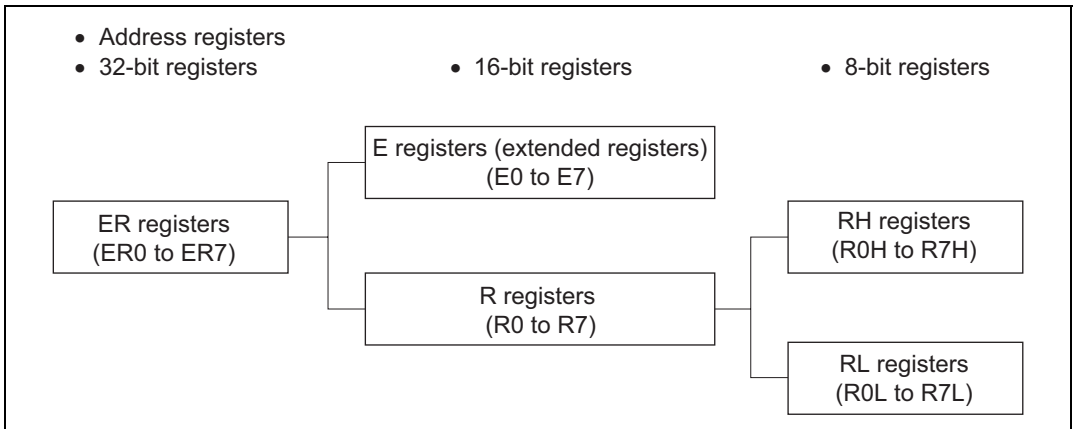 • Address registers
• 32-bit registers
• 16-bit registers
• 8-bit registers
E registers (extended registers)
(E0 to E7)
ER registers
(ER0 to ER7)
RH registers
(R0H to R7H)
R registers
(R0 to R7)
RL registers
(R0L to R7L)